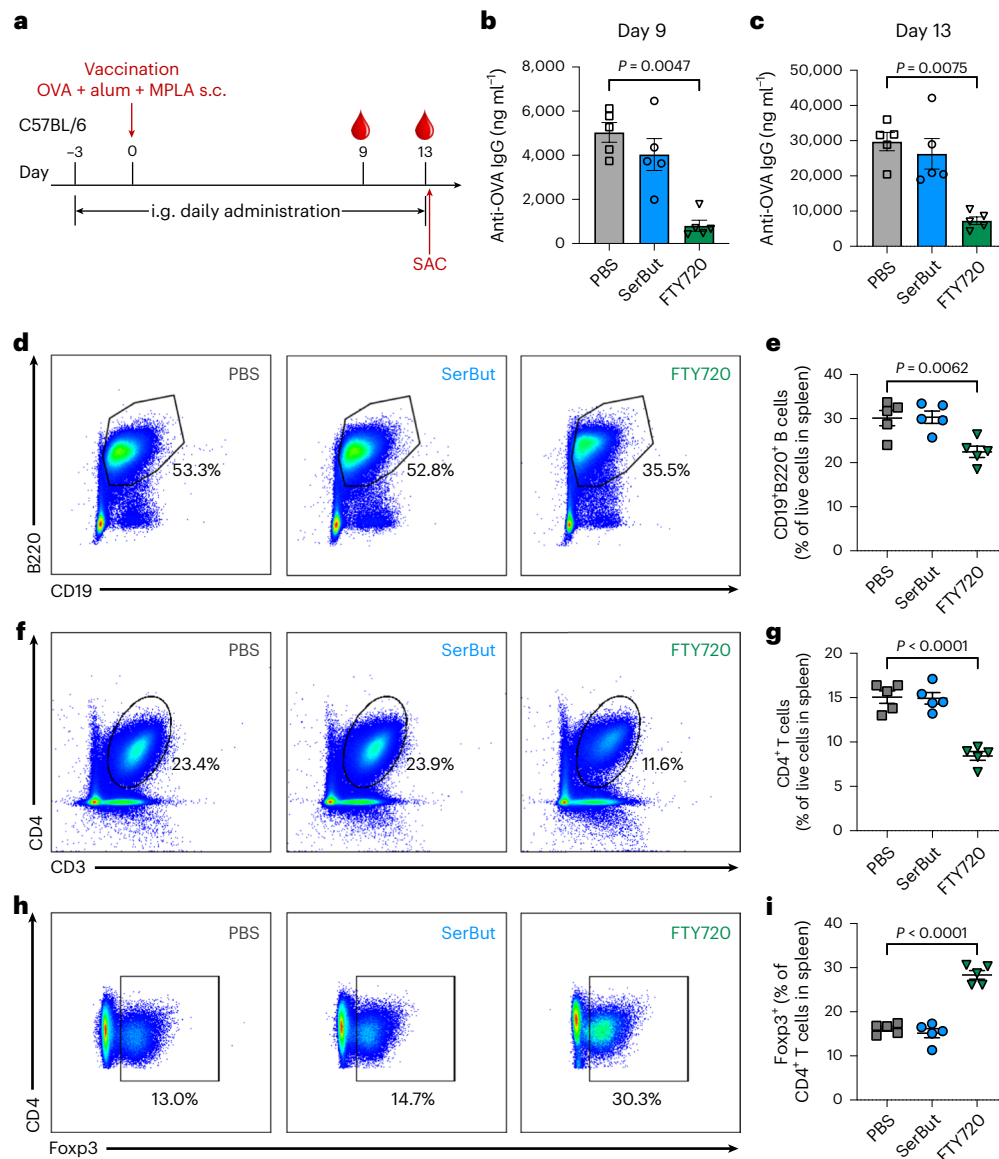 a
Vaccination
OVA + alum + MPLA s.c.
C57BL/6
−3 0 9 13
Day
i.g. daily administration
SAC
b
Day 9
P = 0.0047
Anti-OVA IgG (ng ml⁻¹)
8,000
6,000
4,000
2,000
0
PBS
SerBut
FTY720
c
Day 13
P = 0.0075
Anti-OVA IgG (ng ml⁻¹)
50,000
40,000
30,000
20,000
10,000
0
PBS
SerBut
FTY720
d
PBS
53.3%
SerBut
52.8%
FTY720
35.5%
B220
CD19
e
P = 0.0062
CD19⁺B220⁺ B cells
(% of live cells in spleen)
40
30
20
10
0
PBS
SerBut
FTY720
f
PBS
23.4%
SerBut
23.9%
FTY720
11.6%
CD4
CD3
g
P < 0.0001
CD4⁺ T cells
(% of live cells in spleen)
20
15
10
5
0
PBS
SerBut
FTY720
h
PBS
13.0%
SerBut
14.7%
FTY720
30.3%
CD4
Foxp3
i
P < 0.0001
Foxp3⁺ (% of
CD4⁺ T cells in spleen)
40
30
20
10
0
PBS
SerBut
FTY720